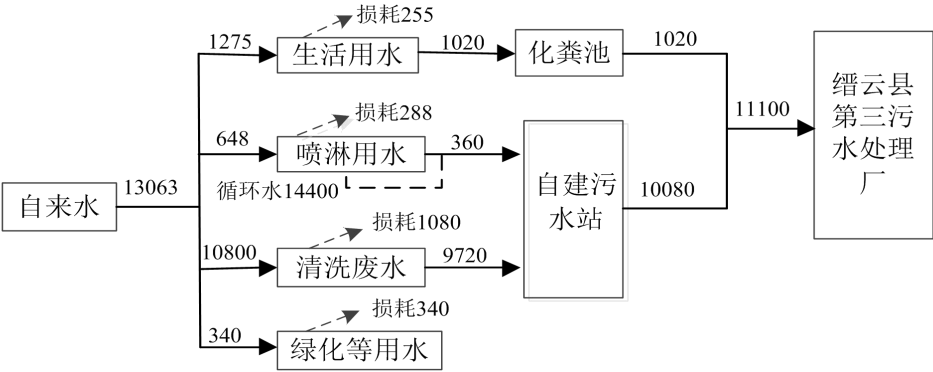 损耗255
1275
生活用水
1020
化粪池
1020
缙云县
第三污
水处理
厂
11100
损耗288
648
喷淋用水
360
循环水14400
自来水
13063
自建污
水站
10080
损耗1080
10800
清洗废水
9720
损耗340
340
绿化等用水